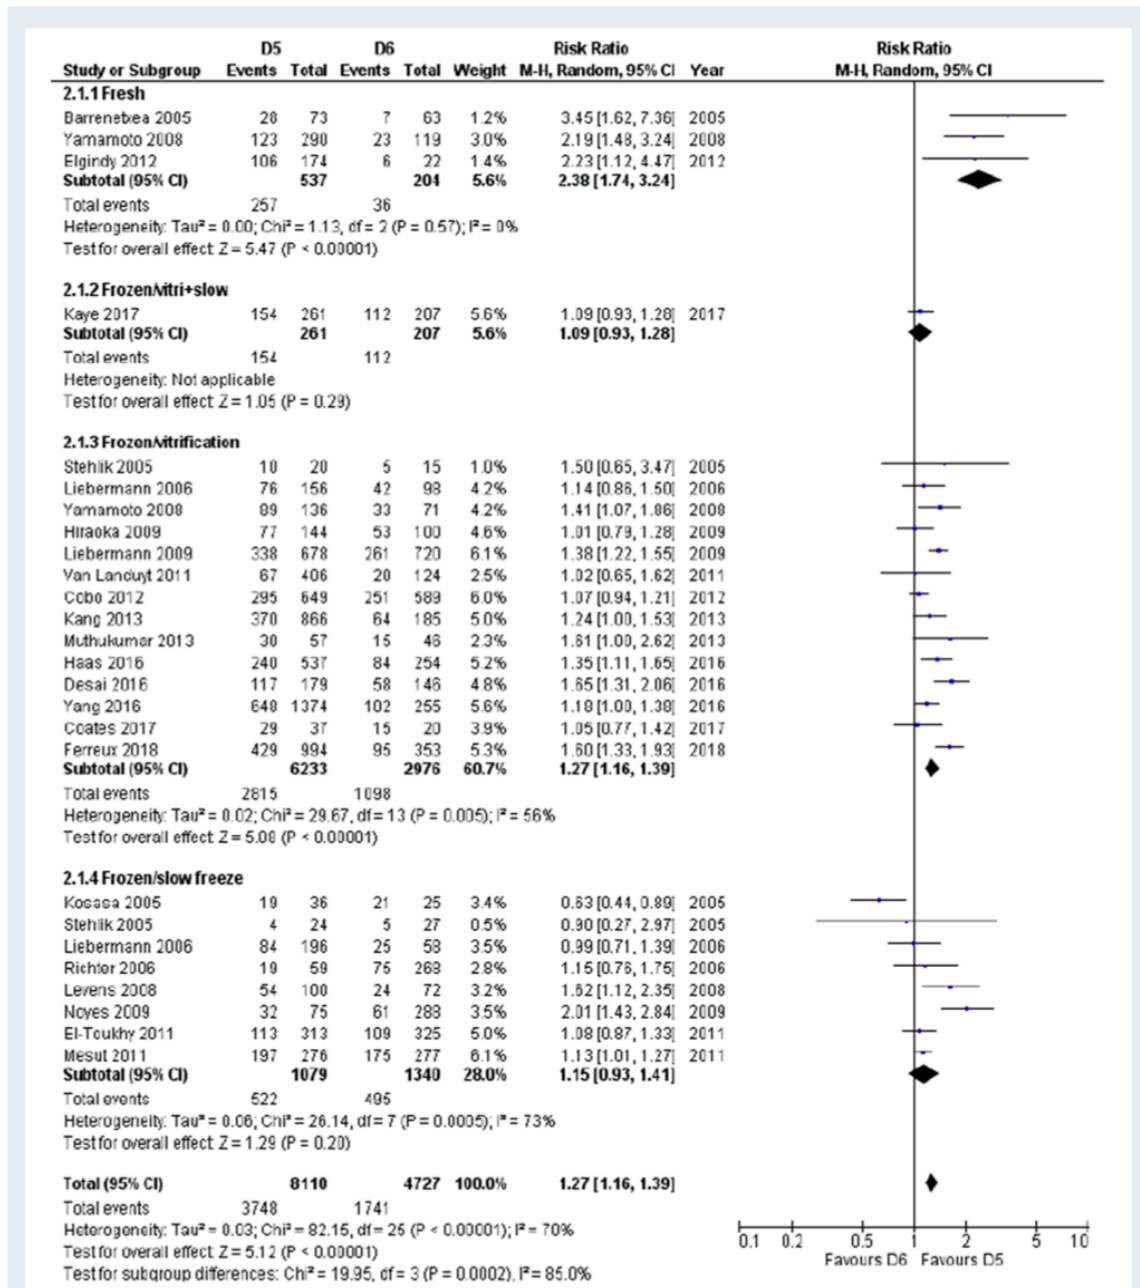 D5 D6 Risk Ratio Risk Ratio
Study or Subgroup Events Total Events Total Weight M-H, Random, 95% CI Year M-H, Random, 95% CI
2.1.1 Fresh
Barrenetxea 2005 28 73 7 63 1.2% 3.45 [1.62, 7.36] 2005
Yamamoto 2008 123 290 23 119 3.0% 2.19 [1.48, 3.24] 2008
Elgindy 2012 106 174 6 22 1.4% 2.23 [1.12, 4.47] 2012
Subtotal (95% CI) 537 204 5.6% 2.38 [1.74, 3.24]
Total events 257 36
Heterogeneity: Tau² = 0.00; Chi² = 1.13, df = 2 (P = 0.57); I² = 0%
Test for overall effect: Z = 5.47 (P < 0.00001)
2.1.2 Frozen/vitri+slow
Kaye 2017 154 261 112 207 5.6% 1.09 [0.93, 1.28] 2017
Subtotal (95% CI) 261 207 5.6% 1.09 [0.93, 1.28]
Total events 154 112
Heterogeneity: Not applicable
Test for overall effect: Z = 1.05 (P = 0.29)
2.1.3 Frozen/vitrification
Stehlik 2005 10 20 5 15 1.0% 1.50 [0.65, 3.47] 2005
Liebermann 2006 76 156 42 98 4.2% 1.14 [0.86, 1.50] 2006
Yamamoto 2008 89 136 33 71 4.2% 1.41 [1.07, 1.86] 2008
Hiraoka 2009 77 144 53 100 4.6% 1.01 [0.79, 1.28] 2009
Liebermann 2009 338 678 261 720 6.1% 1.38 [1.22, 1.55] 2009
Van Landuyt 2011 67 406 20 124 2.5% 1.02 [0.65, 1.62] 2011
Cobo 2012 295 649 251 589 6.0% 1.07 [0.94, 1.21] 2012
Kang 2013 370 866 64 185 5.0% 1.24 [1.00, 1.53] 2013
Muthukumar 2013 30 57 15 46 2.3% 1.61 [1.00, 2.62] 2013
Haas 2016 240 537 84 254 5.2% 1.35 [1.11, 1.65] 2016
Desai 2016 117 179 58 146 4.8% 1.65 [1.31, 2.06] 2016
Yang 2016 648 1374 102 255 5.6% 1.18 [1.00, 1.38] 2016
Coates 2017 29 37 15 20 3.9% 1.05 [0.77, 1.42] 2017
Ferreux 2018 429 994 95 353 5.3% 1.60 [1.33, 1.93] 2018
Subtotal (95% CI) 6233 2976 60.7% 1.27 [1.16, 1.39]
Total events 2815 1098
Heterogeneity: Tau² = 0.02; Chi² = 29.67, df = 13 (P = 0.005); I² = 56%
Test for overall effect: Z = 5.08 (P < 0.00001)
2.1.4 Frozen/slow freeze
Kosasa 2005 19 36 21 25 3.4% 0.63 [0.44, 0.89] 2005
Stehlik 2005 4 24 5 27 0.5% 0.90 [0.27, 2.97] 2005
Liebermann 2006 84 196 25 58 3.5% 0.99 [0.71, 1.39] 2006
Richter 2006 19 59 75 268 2.8% 1.15 [0.76, 1.75] 2006
Levens 2008 54 100 24 72 3.2% 1.62 [1.12, 2.35] 2008
Noyes 2009 32 75 61 288 3.5% 2.01 [1.43, 2.84] 2009
El-Toukhy 2011 113 313 109 325 5.0% 1.08 [0.87, 1.33] 2011
Mesut 2011 197 276 175 277 6.1% 1.13 [1.01, 1.27] 2011
Subtotal (95% CI) 1079 1340 28.0% 1.15 [0.93, 1.41]
Total events 522 495
Heterogeneity: Tau² = 0.06; Chi² = 26.14, df = 7 (P = 0.0005); I² = 73%
Test for overall effect: Z = 1.29 (P = 0.20)
Total (95% CI) 8110 4727 100.0% 1.27 [1.16, 1.39]
Total events 3748 1741
Heterogeneity: Tau² = 0.03; Chi² = 82.15, df = 25 (P < 0.00001); I² = 70%
Test for overall effect: Z = 5.12 (P < 0.00001)
Test for subgroup differences: Chi² = 19.95, df = 3 (P = 0.0002), I² = 85.0%
0.1 0.2 0.5 1 2 5 10
Favours D6 Favours D5